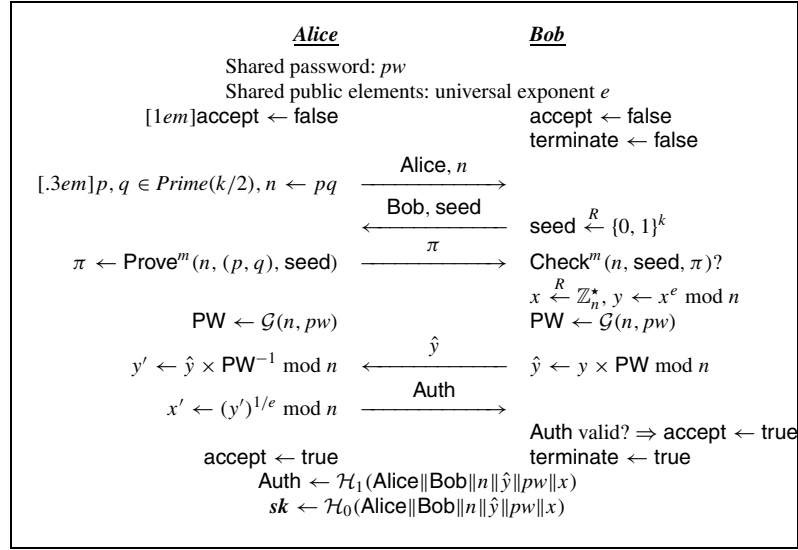 Alice Bob
Shared password: pw
Shared public elements: universal exponent e
[1em]accept ← false accept ← false
terminate ← false
[.3em]p, q ∈ Prime(k/2), n ← pq Alice, n
Bob, seed seed ←R {0, 1}^k
π ← Prove^m(n, (p, q), seed) π Check^m(n, seed, π)?
x ←R ℤ_n^⋆, y ← x^e mod n
PW ← 𝒢(n, pw) PW ← 𝒢(n, pw)
y′ ← ŷ × PW^−1 mod n ŷ ŷ ← y × PW mod n
x′ ← (y′)^1/e mod n Auth
Auth valid? ⇒ accept ← true
accept ← true terminate ← true
Auth ← ℋ_1(Alice‖Bob‖n‖ŷ‖pw‖x)
sk ← ℋ_0(Alice‖Bob‖n‖ŷ‖pw‖x)